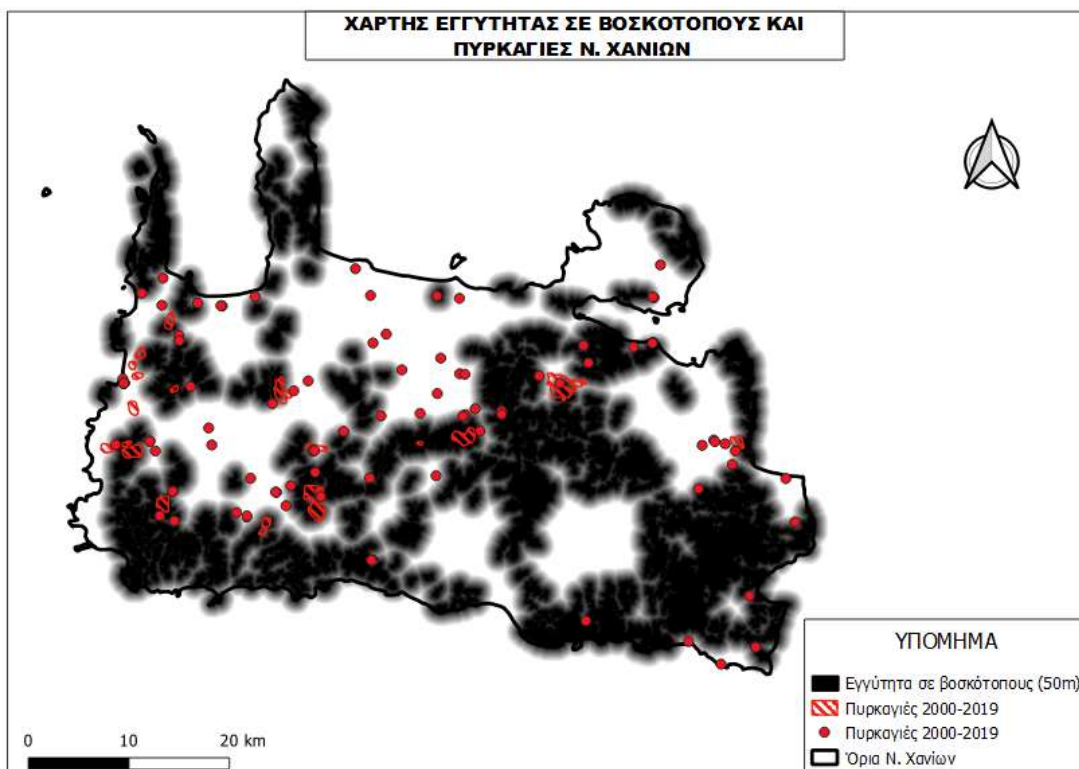 ΧΑΡΤΗΣ ΕΓΓΥΤΗΤΑΣ ΣΕ ΒΟΣΚΟΤΟΠΟΥΣ ΚΑΙ
ΠΥΡΚΑΓΙΕΣ Ν. ΧΑΝΙΩΝ
ΥΠΟΜΗΜΑ
Εγγύτητα σε βοσκότοπους (50m)
Πυρκαγιές 2000-2019
Πυρκαγιές 2000-2019
Όρια Ν. Χανίων
0 10 20 km